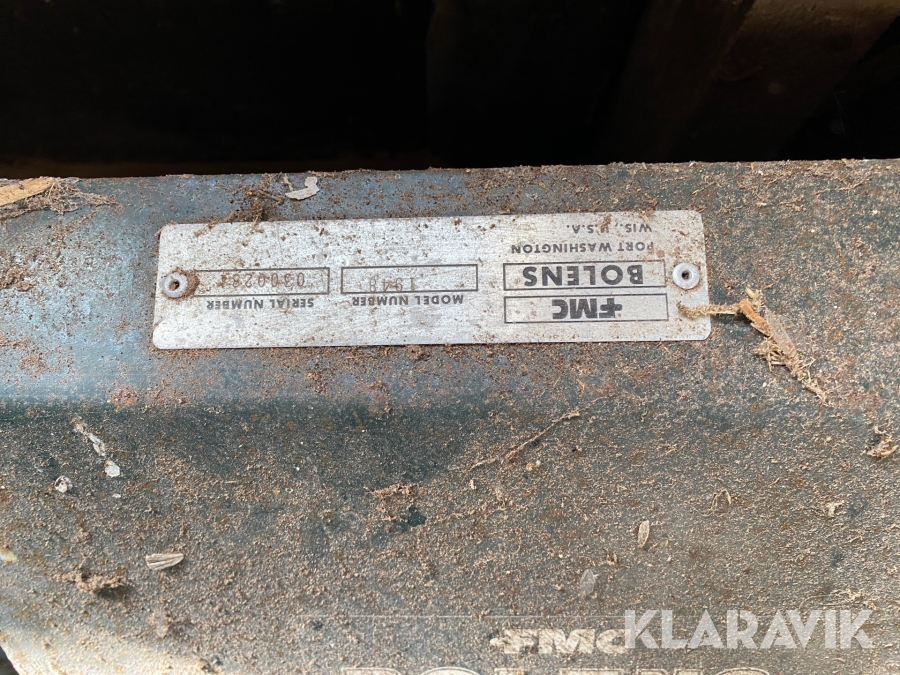 FMC
BOLENS
PORT WASHINGTON
WIS., U.S.A.
MODEL NUMBER
SERIAL NUMBER
FMC
KLARAVIK